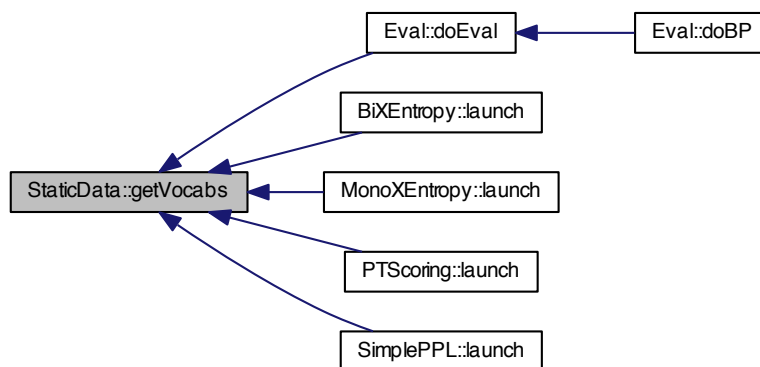 Eval::doEval
Eval::doBP
BiXEntropy::launch
StaticData::getVocabs
MonoXEntropy::launch
PTScoring::launch
SimplePPL::launch